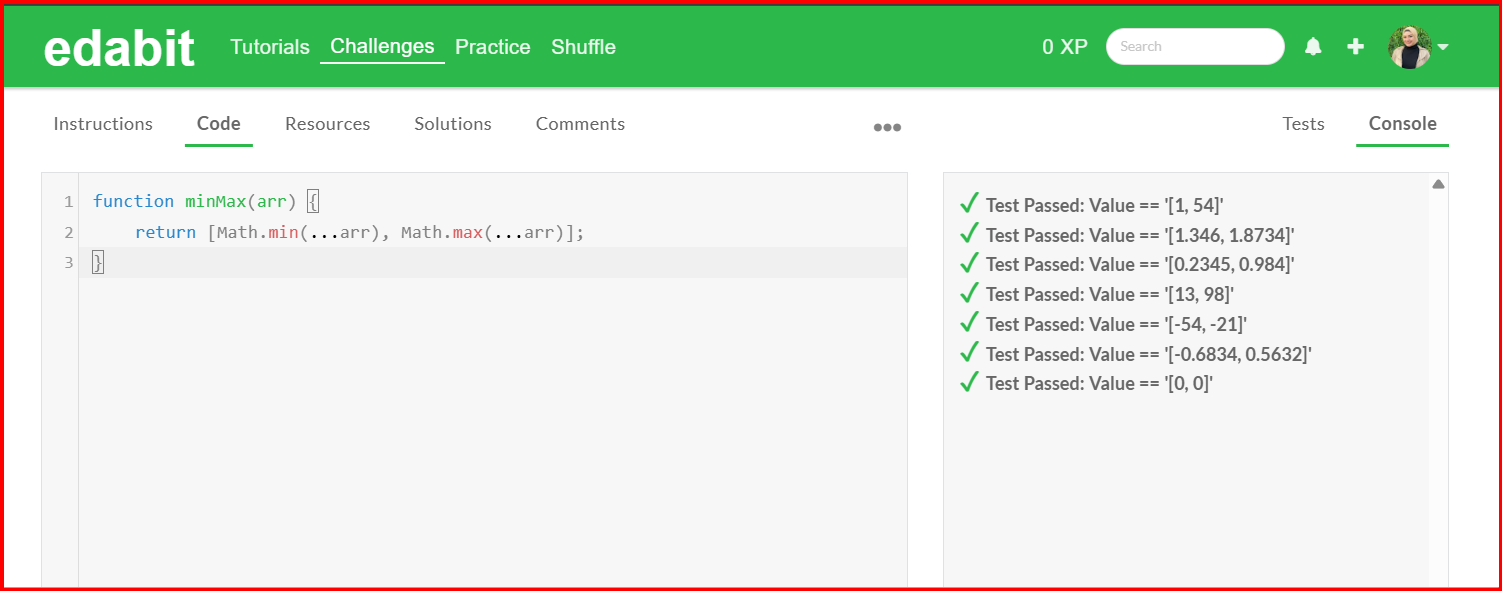 edabit Tutorials Challenges Practice Shuffle 0 XP Search
Instructions Code Resources Solutions Comments ••• Tests Console
1 function minMax(arr) {
2 return [Math.min(...arr), Math.max(...arr)];
3 }
Test Passed: Value == '[1, 54]'
Test Passed: Value == '[1.346, 1.8734]'
Test Passed: Value == '[0.2345, 0.984]'
Test Passed: Value == '[13, 98]'
Test Passed: Value == '[-54, -21]'
Test Passed: Value == '[-0.6834, 0.5632]'
Test Passed: Value == '[0, 0]'